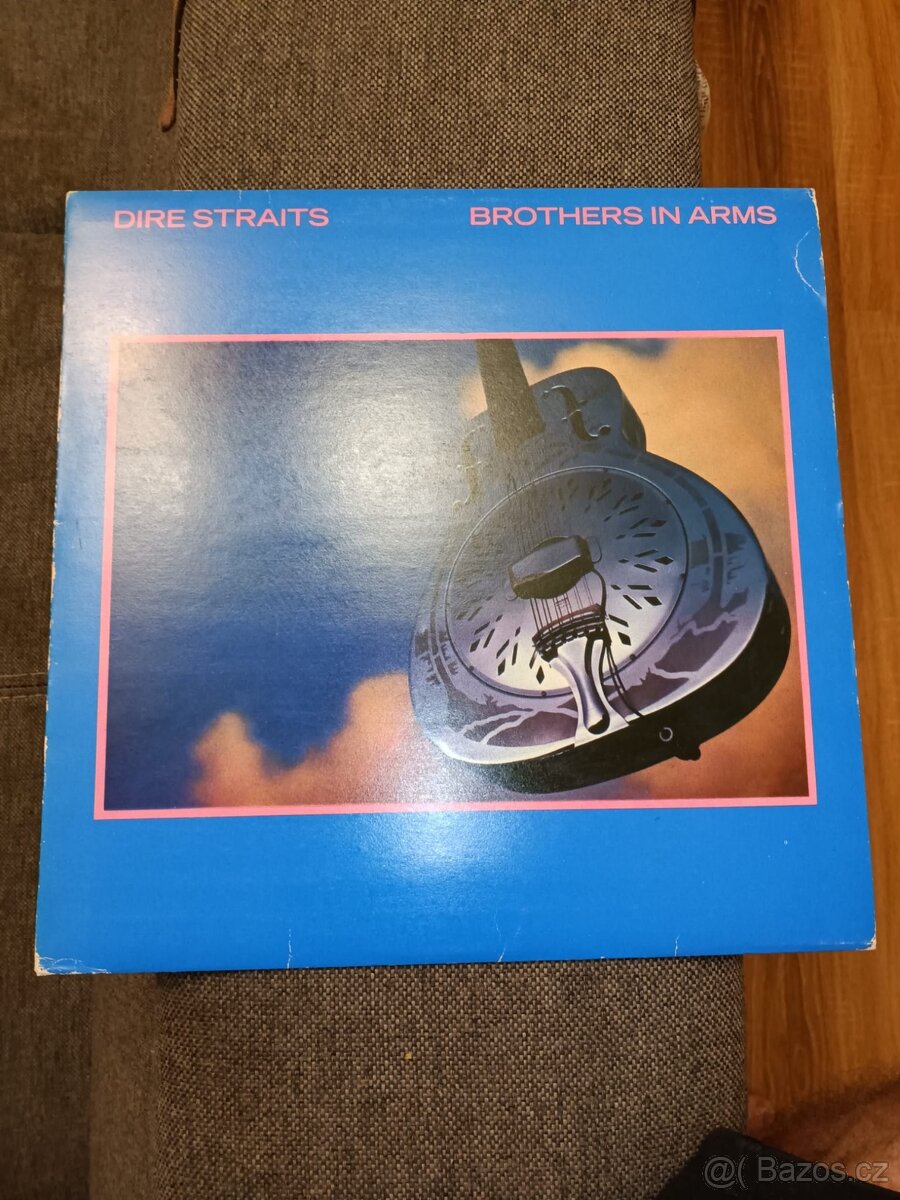 DIRE STRAITS BROTHERS IN ARMS
@( Bazos.cz